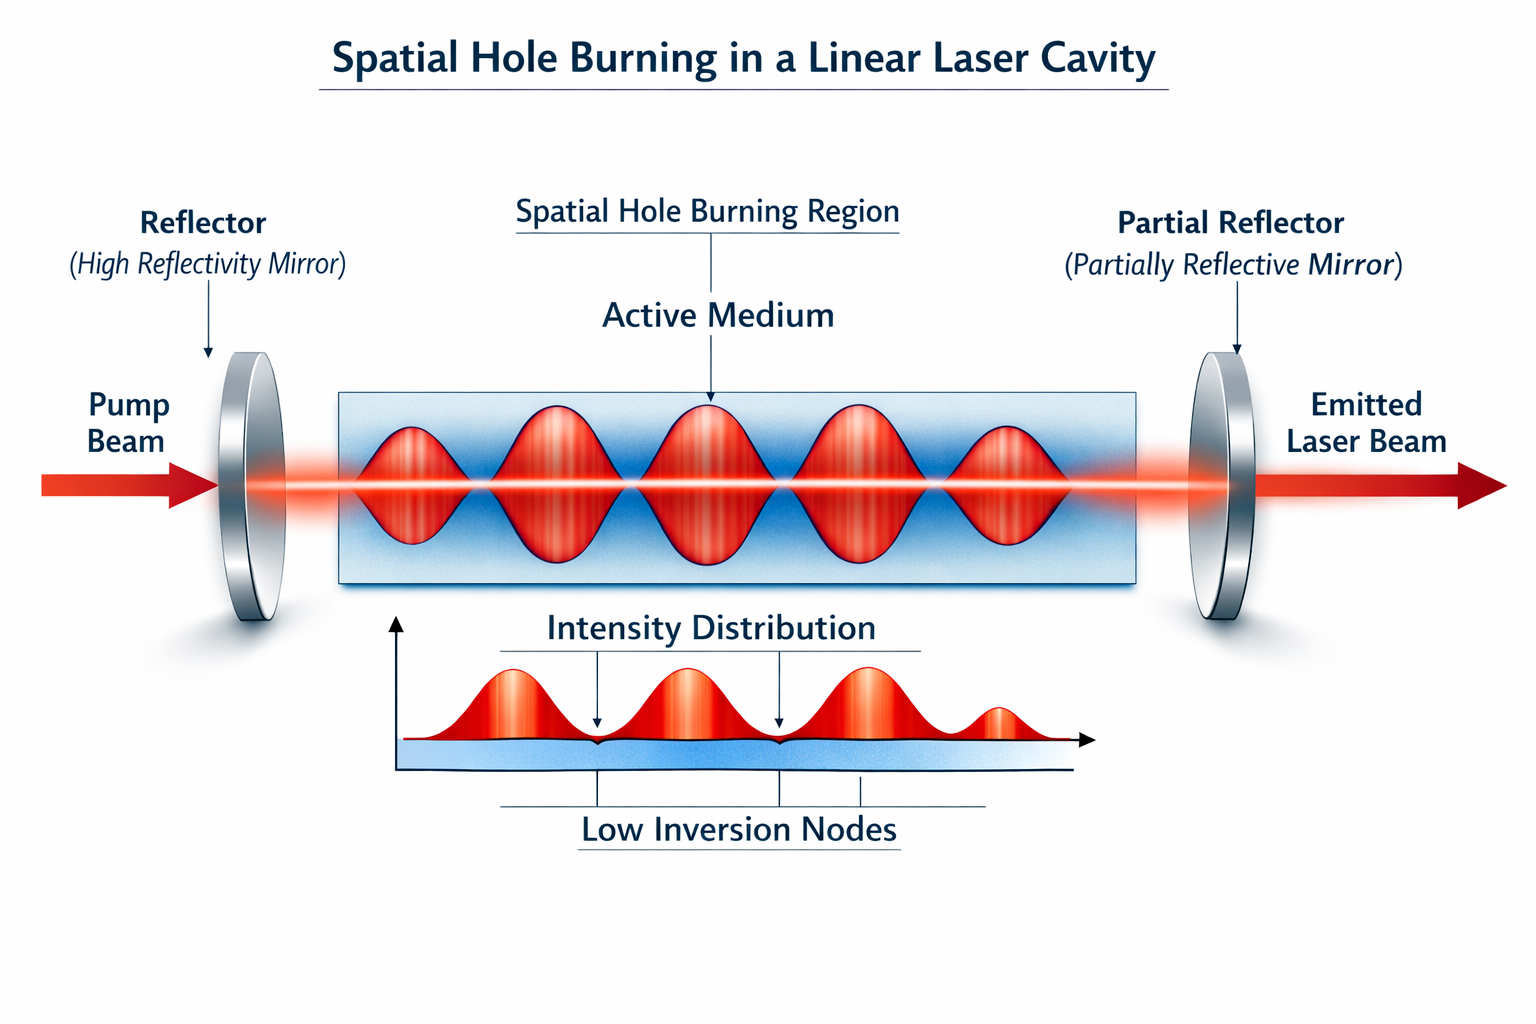 Spatial Hole Burning in a Linear Laser Cavity
Spatial Hole Burning Region
Reflector
(High Reflectivity Mirror)
Partial Reflector
(Partially Reflective Mirror)
Active Medium
Pump
Beam
Emitted
Laser Beam
Intensity Distribution
Low Inversion Nodes